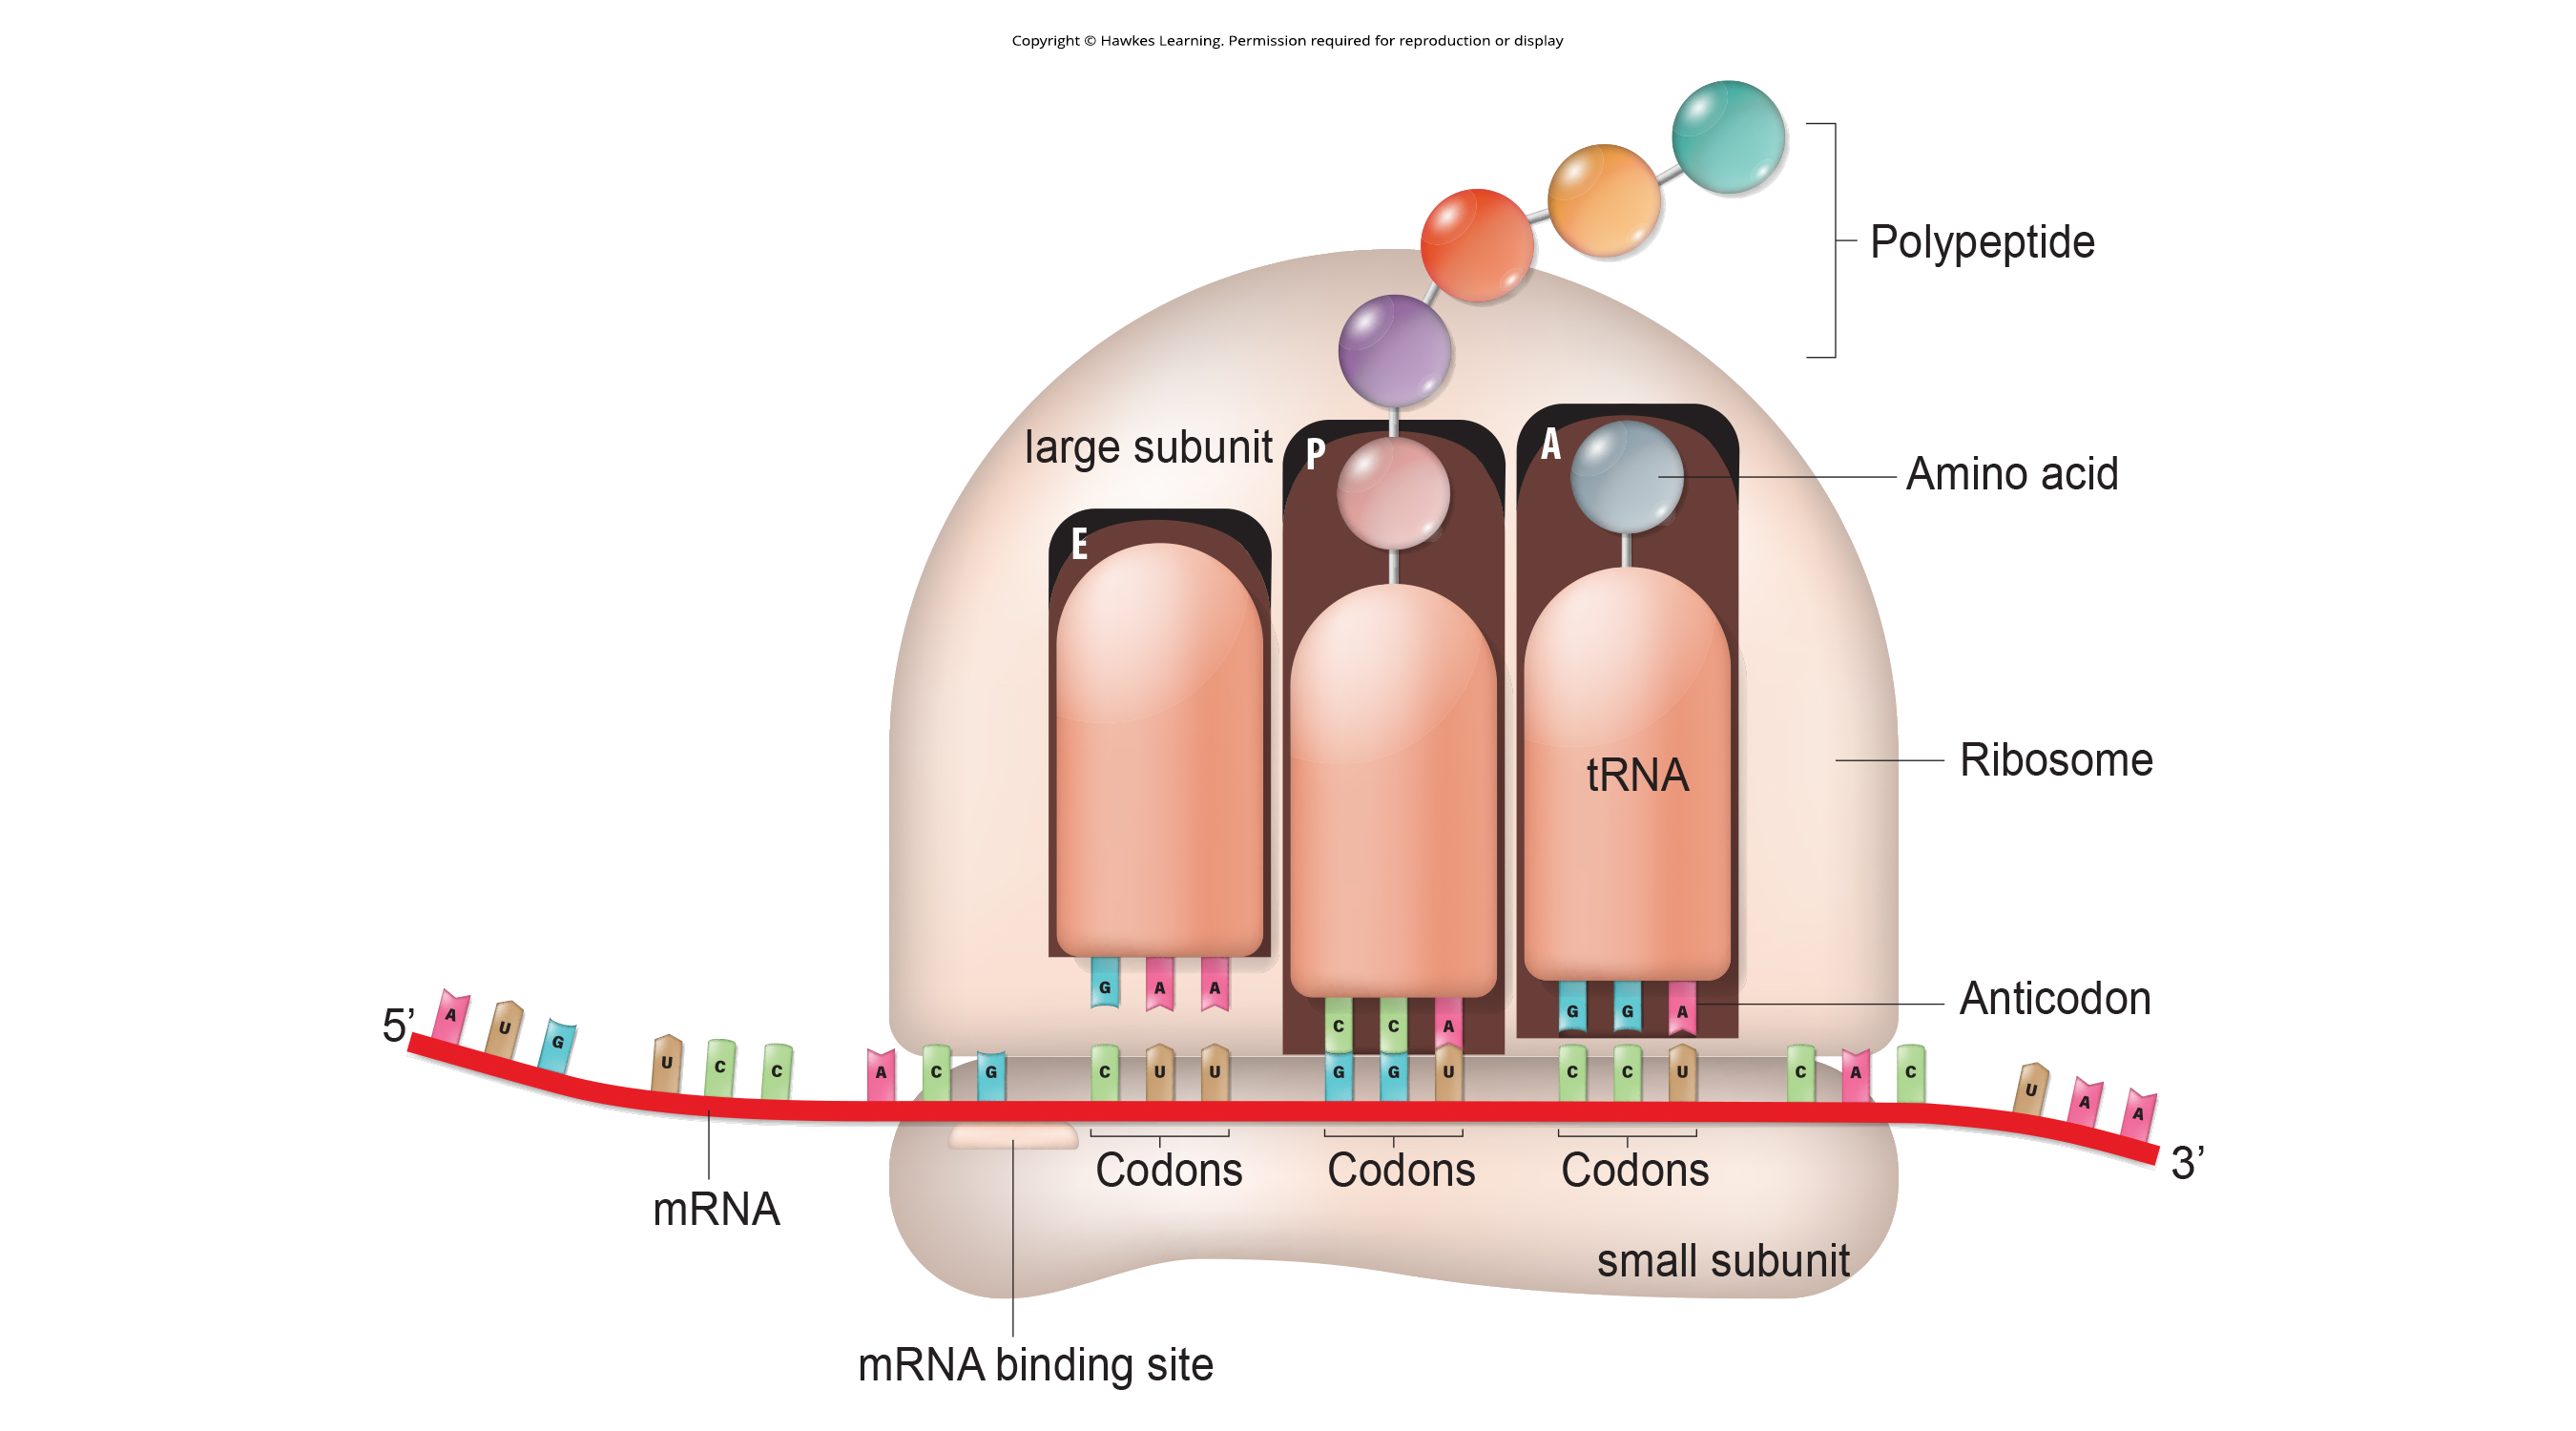 Copyright © Hawkes Learning. Permission required for reproduction or display
Polypeptide
large subunit
P
A
Amino acid
E
tRNA
Ribosome
G A A
C C A
G G A
Anticodon
5’
A U G U C C A C G C U U G G U C C U C A C U A A
3’
Codons
Codons
Codons
mRNA
small subunit
mRNA binding site